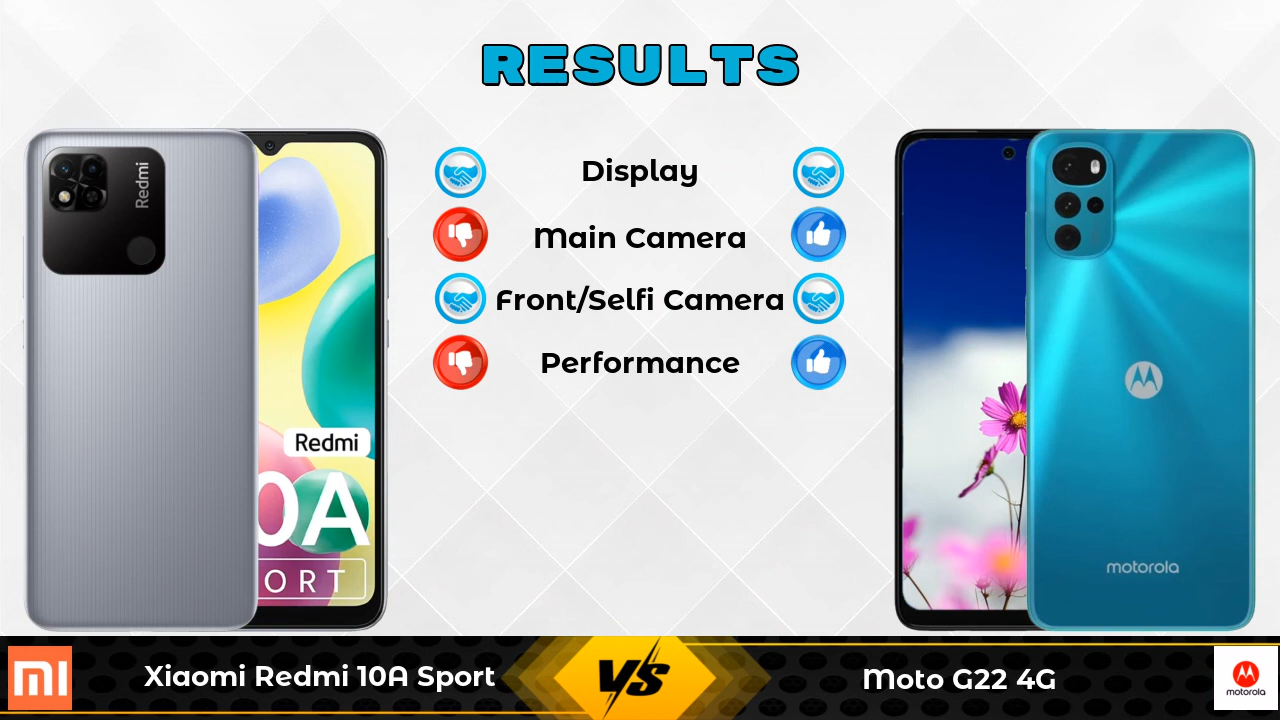 RESULTS
Redmi
Display
Main Camera
Front/Selfi Camera
Performance
Redmi
0A
ORT
motorola
mi
Xiaomi Redmi 10A Sport
VS
Moto G22 4G
motorola